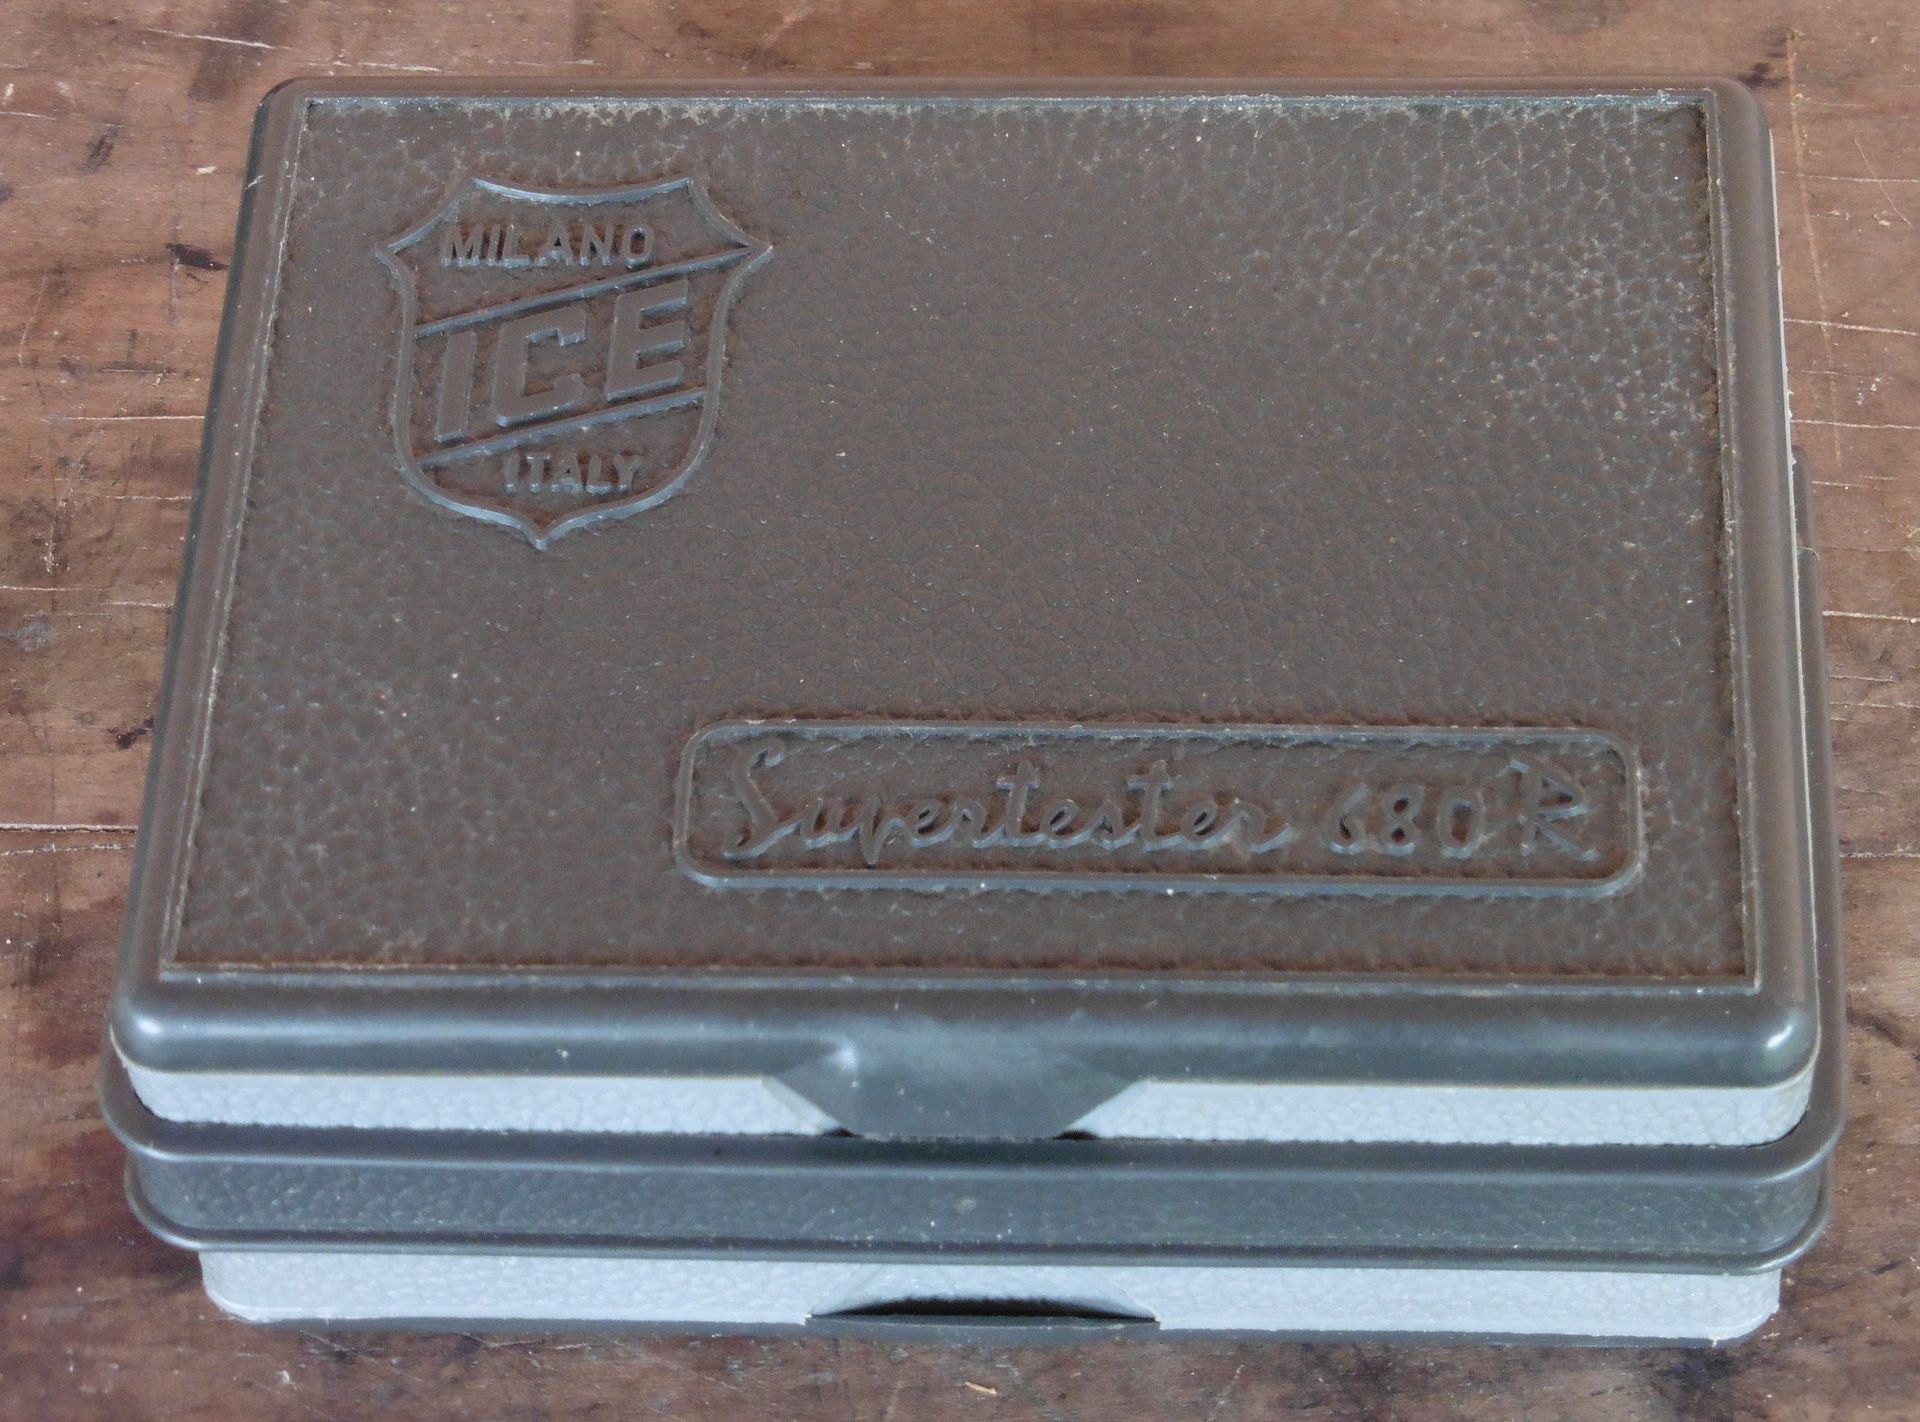 MILANO
ICE
ITALY
Supertester 680 R